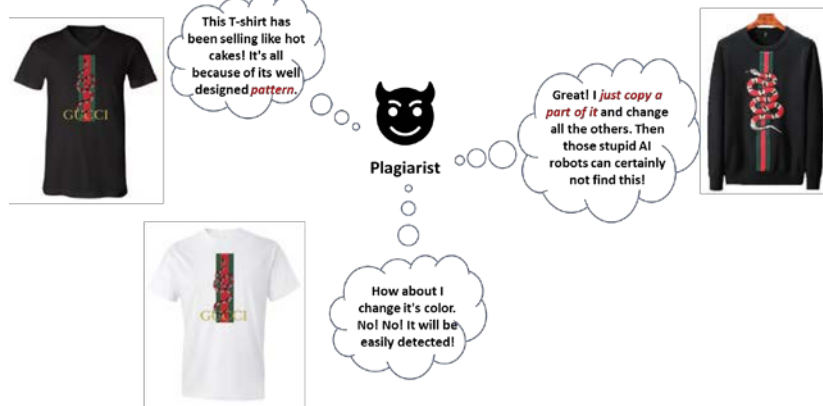 This T-shirt has
been selling like hot
cakes! It's all
because of its well
designed pattern.
GUCCI
Plagiarist
Great! I just copy a
part of it and change
all the others. Then
those stupid AI
robots can certainly
not find this!
GUCCI
How about I
change it's color.
No! No! It will be
easily detected!